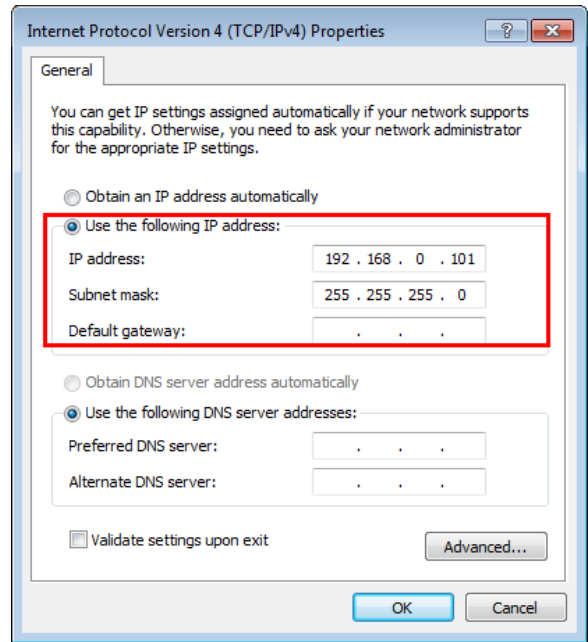 Internet Protocol Version 4 (TCP/IPv4) Properties
General
You can get IP settings assigned automatically if your network supports
this capability. Otherwise, you need to ask your network administrator
for the appropriate IP settings.
Obtain an IP address automatically
Use the following IP address:
IP address: 192 . 168 . 0 . 101
Subnet mask: 255 . 255 . 255 . 0
Default gateway: . . .
Obtain DNS server address automatically
Use the following DNS server addresses:
Preferred DNS server: . . .
Alternate DNS server: . . .
Validate settings upon exit
Advanced...
OK Cancel